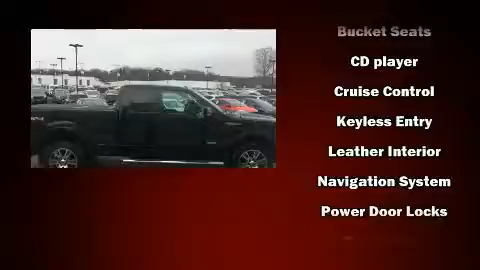 Bucket Seats
CD player
Cruise Control
Keyless Entry
Leather Interior
Navigation System
Power Door Locks